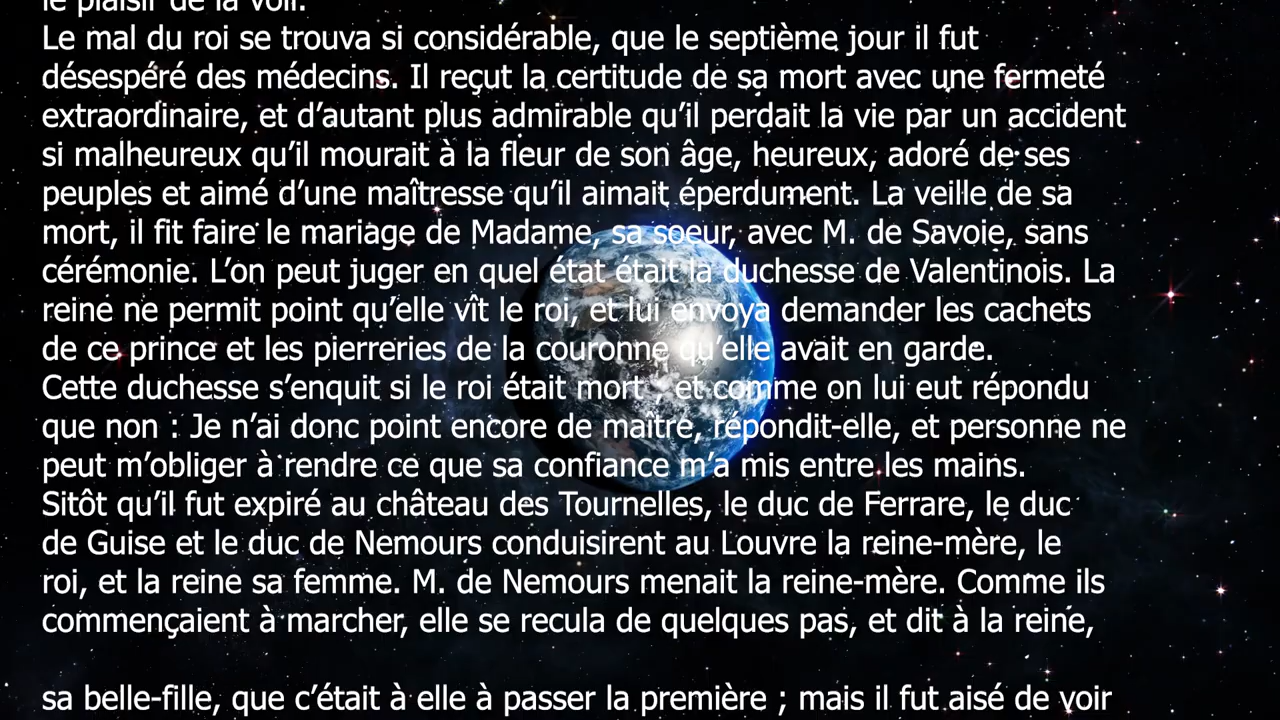 le plaisir de la voir.
Le mal du roi se trouva si considérable, que le septième jour il fut
désespéré des médecins. Il reçut la certitude de sa mort avec une fermeté
extraordinaire, et d’autant plus admirable qu’il perdait la vie par un accident
si malheureux qu’il mourait à la fleur de son âge, heureux, adoré de ses
peuples et aimé d’une maîtresse qu’il aimait éperdument. La veille de sa
mort, il fit faire le mariage de Madame, sa soeur, avec M. de Savoie, sans
cérémonie. L’on peut juger en quel état était la duchesse de Valentinois. La
reine ne permit point qu’elle vît le roi, et lui envoya demander les cachets
de ce prince et les pierreries de la couronne qu’elle avait en garde.
Cette duchesse s’enquit si le roi était mort ; et comme on lui eut répondu
que non : Je n’ai donc point encore de maître, répondit-elle, et personne ne
peut m’obliger à rendre ce que sa confiance m’a mis entre les mains.
Sitôt qu’il fut expiré au château des Tournelles, le duc de Ferrare, le duc
de Guise et le duc de Nemours conduisirent au Louvre la reine-mère, le
roi, et la reine sa femme. M. de Nemours menait la reine-mère. Comme ils
commençaient à marcher, elle se recula de quelques pas, et dit à la reine,
sa belle-fille, que c’était à elle à passer la première ; mais il fut aisé de voir